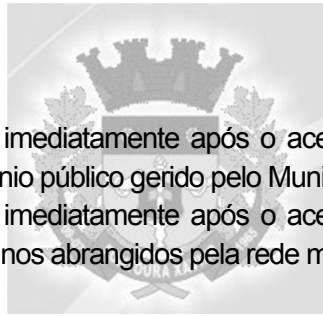 imediatamente após o ace
nio público gerido pelo Muni
imediatamente após o ace
nos abrangidos pela rede m